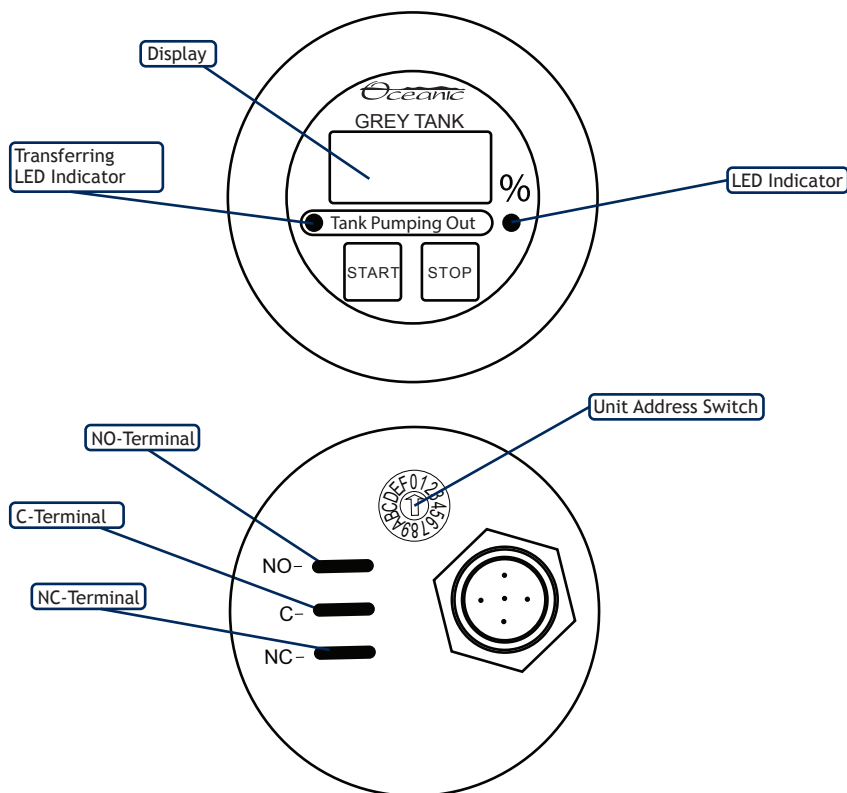 Display
Oceanic
GREY TANK
Transferring
LED Indicator
%
LED Indicator
Tank Pumping Out
START
STOP
Unit Address Switch
NO-Terminal
0123456789ABCDEF
C-Terminal
NO-
NC-Terminal
C-
NC-